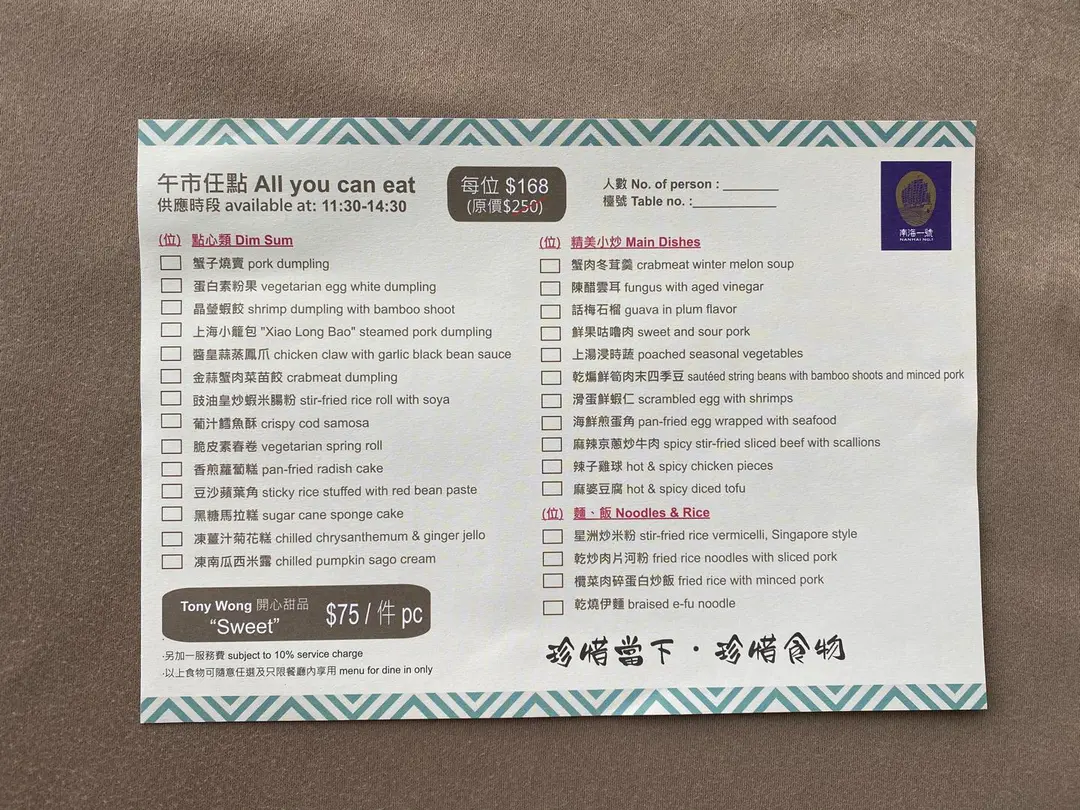 午市任點 All you can eat
供應時段 available at: 11:30-14:30
每位 $168
(原價$250)
人數 No. of person : ________
檯號 Table no. :____________
南海一號
NANHAI NO.1
(位) 點心類 Dim Sum
蟹子燒賣 pork dumpling
蛋白素粉果 vegetarian egg white dumpling
晶瑩蝦餃 shrimp dumpling with bamboo shoot
上海小籠包 "Xiao Long Bao" steamed pork dumpling
醬皇蒜蒸鳳爪 chicken claw with garlic black bean sauce
金蒜蟹肉菜苗餃 crabmeat dumpling
豉油皇炒蝦米腸粉 stir-fried rice roll with soya
葡汁鱈魚酥 crispy cod samosa
脆皮素春卷 vegetarian spring roll
香煎蘿蔔糕 pan-fried radish cake
豆沙蘋葉角 sticky rice stuffed with red bean paste
黑糖馬拉糕 sugar cane sponge cake
凍薑汁菊花糕 chilled chrysanthemum & ginger jello
凍南瓜西米露 chilled pumpkin sago cream
Tony Wong 開心甜品
“Sweet”
$75 / 件 pc
·另加一服務費 subject to 10% service charge
·以上食物可隨意任選及只限餐廳內享用 menu for dine in only
(位) 精美小炒 Main Dishes
蟹肉冬茸羹 crabmeat winter melon soup
陳醋雲耳 fungus with aged vinegar
話梅石榴 guava in plum flavor
鮮果咕嚕肉 sweet and sour pork
上湯浸時蔬 poached seasonal vegetables
乾煸鮮筍肉末四季豆 sautéed string beans with bamboo shoots and minced pork
滑蛋鮮蝦仁 scrambled egg with shrimps
海鮮煎蛋角 pan-fried egg wrapped with seafood
麻辣京蔥炒牛肉 spicy stir-fried sliced beef with scallions
辣子雞球 hot & spicy chicken pieces
麻婆豆腐 hot & spicy diced tofu
(位) 麵、飯 Noodles & Rice
星洲炒米粉 stir-fried rice vermicelli, Singapore style
乾炒肉片河粉 fried rice noodles with sliced pork
欖菜肉碎蛋白炒飯 fried rice with minced pork
乾燒伊麵 braised e-fu noodle
珍惜當下·珍惜食物